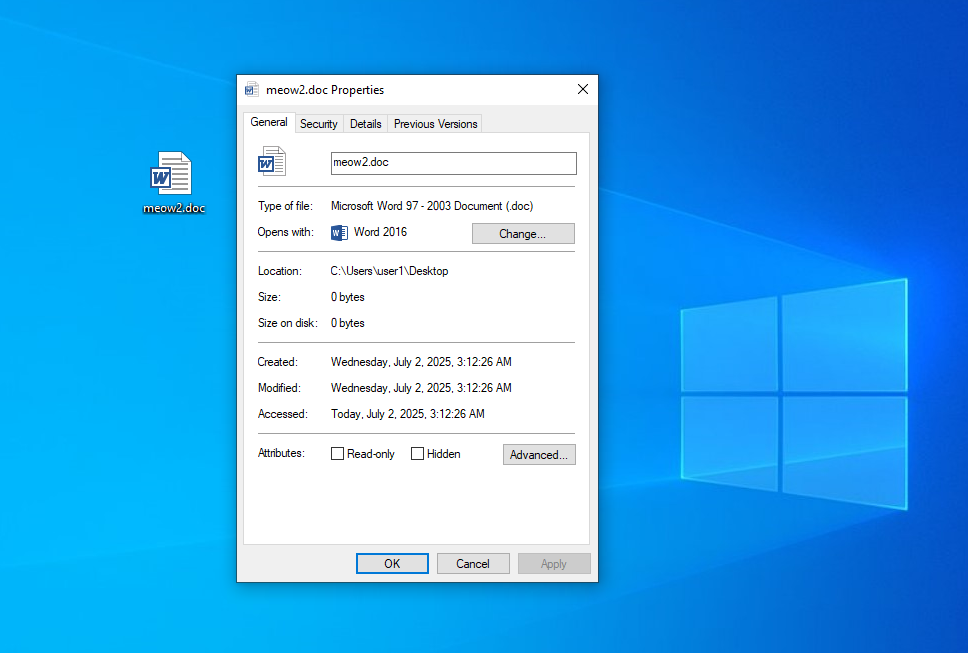 meow2.doc Properties
General Security Details Previous Versions
meow2.doc
meow2.doc
Type of file: Microsoft Word 97 - 2003 Document (.doc)
Opens with: Word 2016 Change...
Location: C:\Users\user1\Desktop
Size: 0 bytes
Size on disk: 0 bytes
Created: Wednesday, July 2, 2025, 3:12:26 AM
Modified: Wednesday, July 2, 2025, 3:12:26 AM
Accessed: Today, July 2, 2025, 3:12:26 AM
Attributes: Read-only Hidden Advanced...
OK Cancel Apply